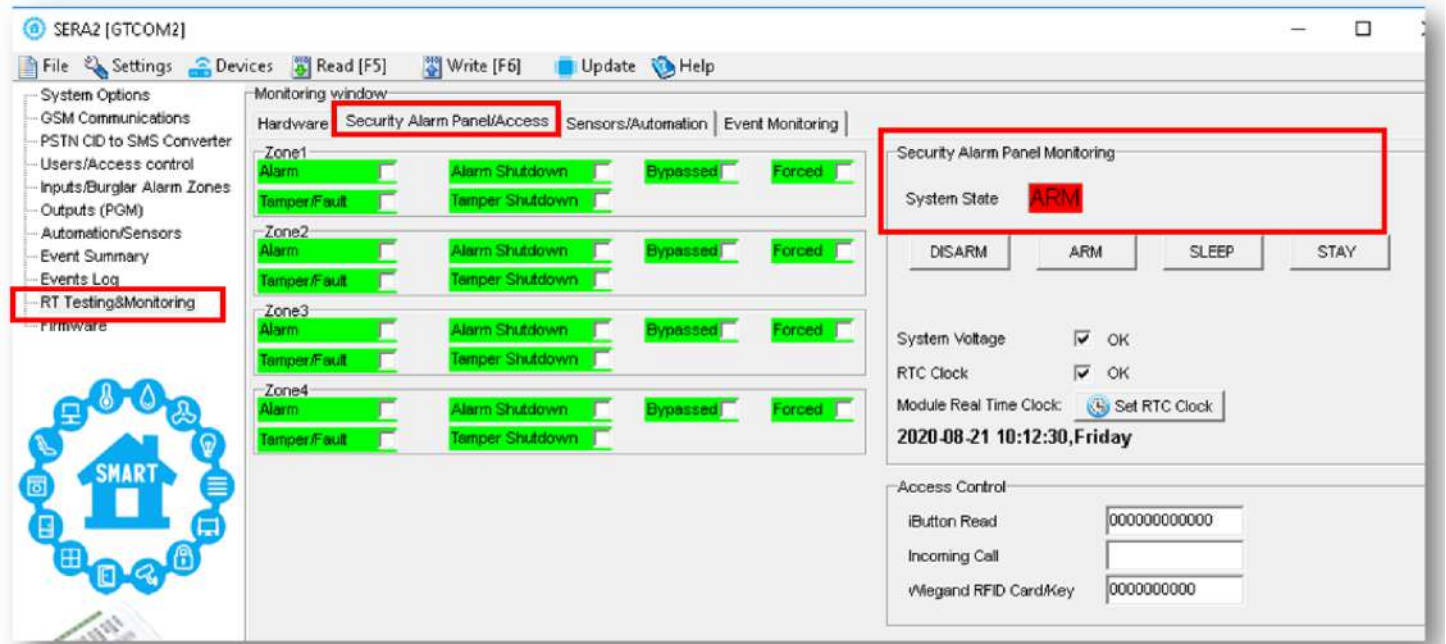 SERA2 [GTCOM2]
File Settings Devices Read [F5] Write [F6] Update Help
System Options
GSM Communications
PSTN CID to SMS Converter
Users/Access control
Inputs/Burglar Alarm Zones
Outputs (PGM)
Automation/Sensors
Event Summary
Events Log
RT Testing&Monitoring
Firmware
SMART
Monitoring window
Hardware Security Alarm Panel/Access Sensors/Automation Event Monitoring
Zone1
Alarm Alarm Shutdown Bypassed Forced
Tamper/Fault Tamper Shutdown
Zone2
Alarm Alarm Shutdown Bypassed Forced
Tamper/Fault Tamper Shutdown
Zone3
Alarm Alarm Shutdown Bypassed Forced
Tamper/Fault Tamper Shutdown
Zone4
Alarm Alarm Shutdown Bypassed Forced
Tamper/Fault Tamper Shutdown
Security Alarm Panel Monitoring
System State ARM
DISARM ARM SLEEP STAY
System Voltage OK
RTC Clock OK
Module Real Time Clock: Set RTC Clock
2020-08-21 10:12:30,Friday
Access Control
iButton Read 000000000000
Incoming Call
Wiegand RFID Card/Key 0000000000